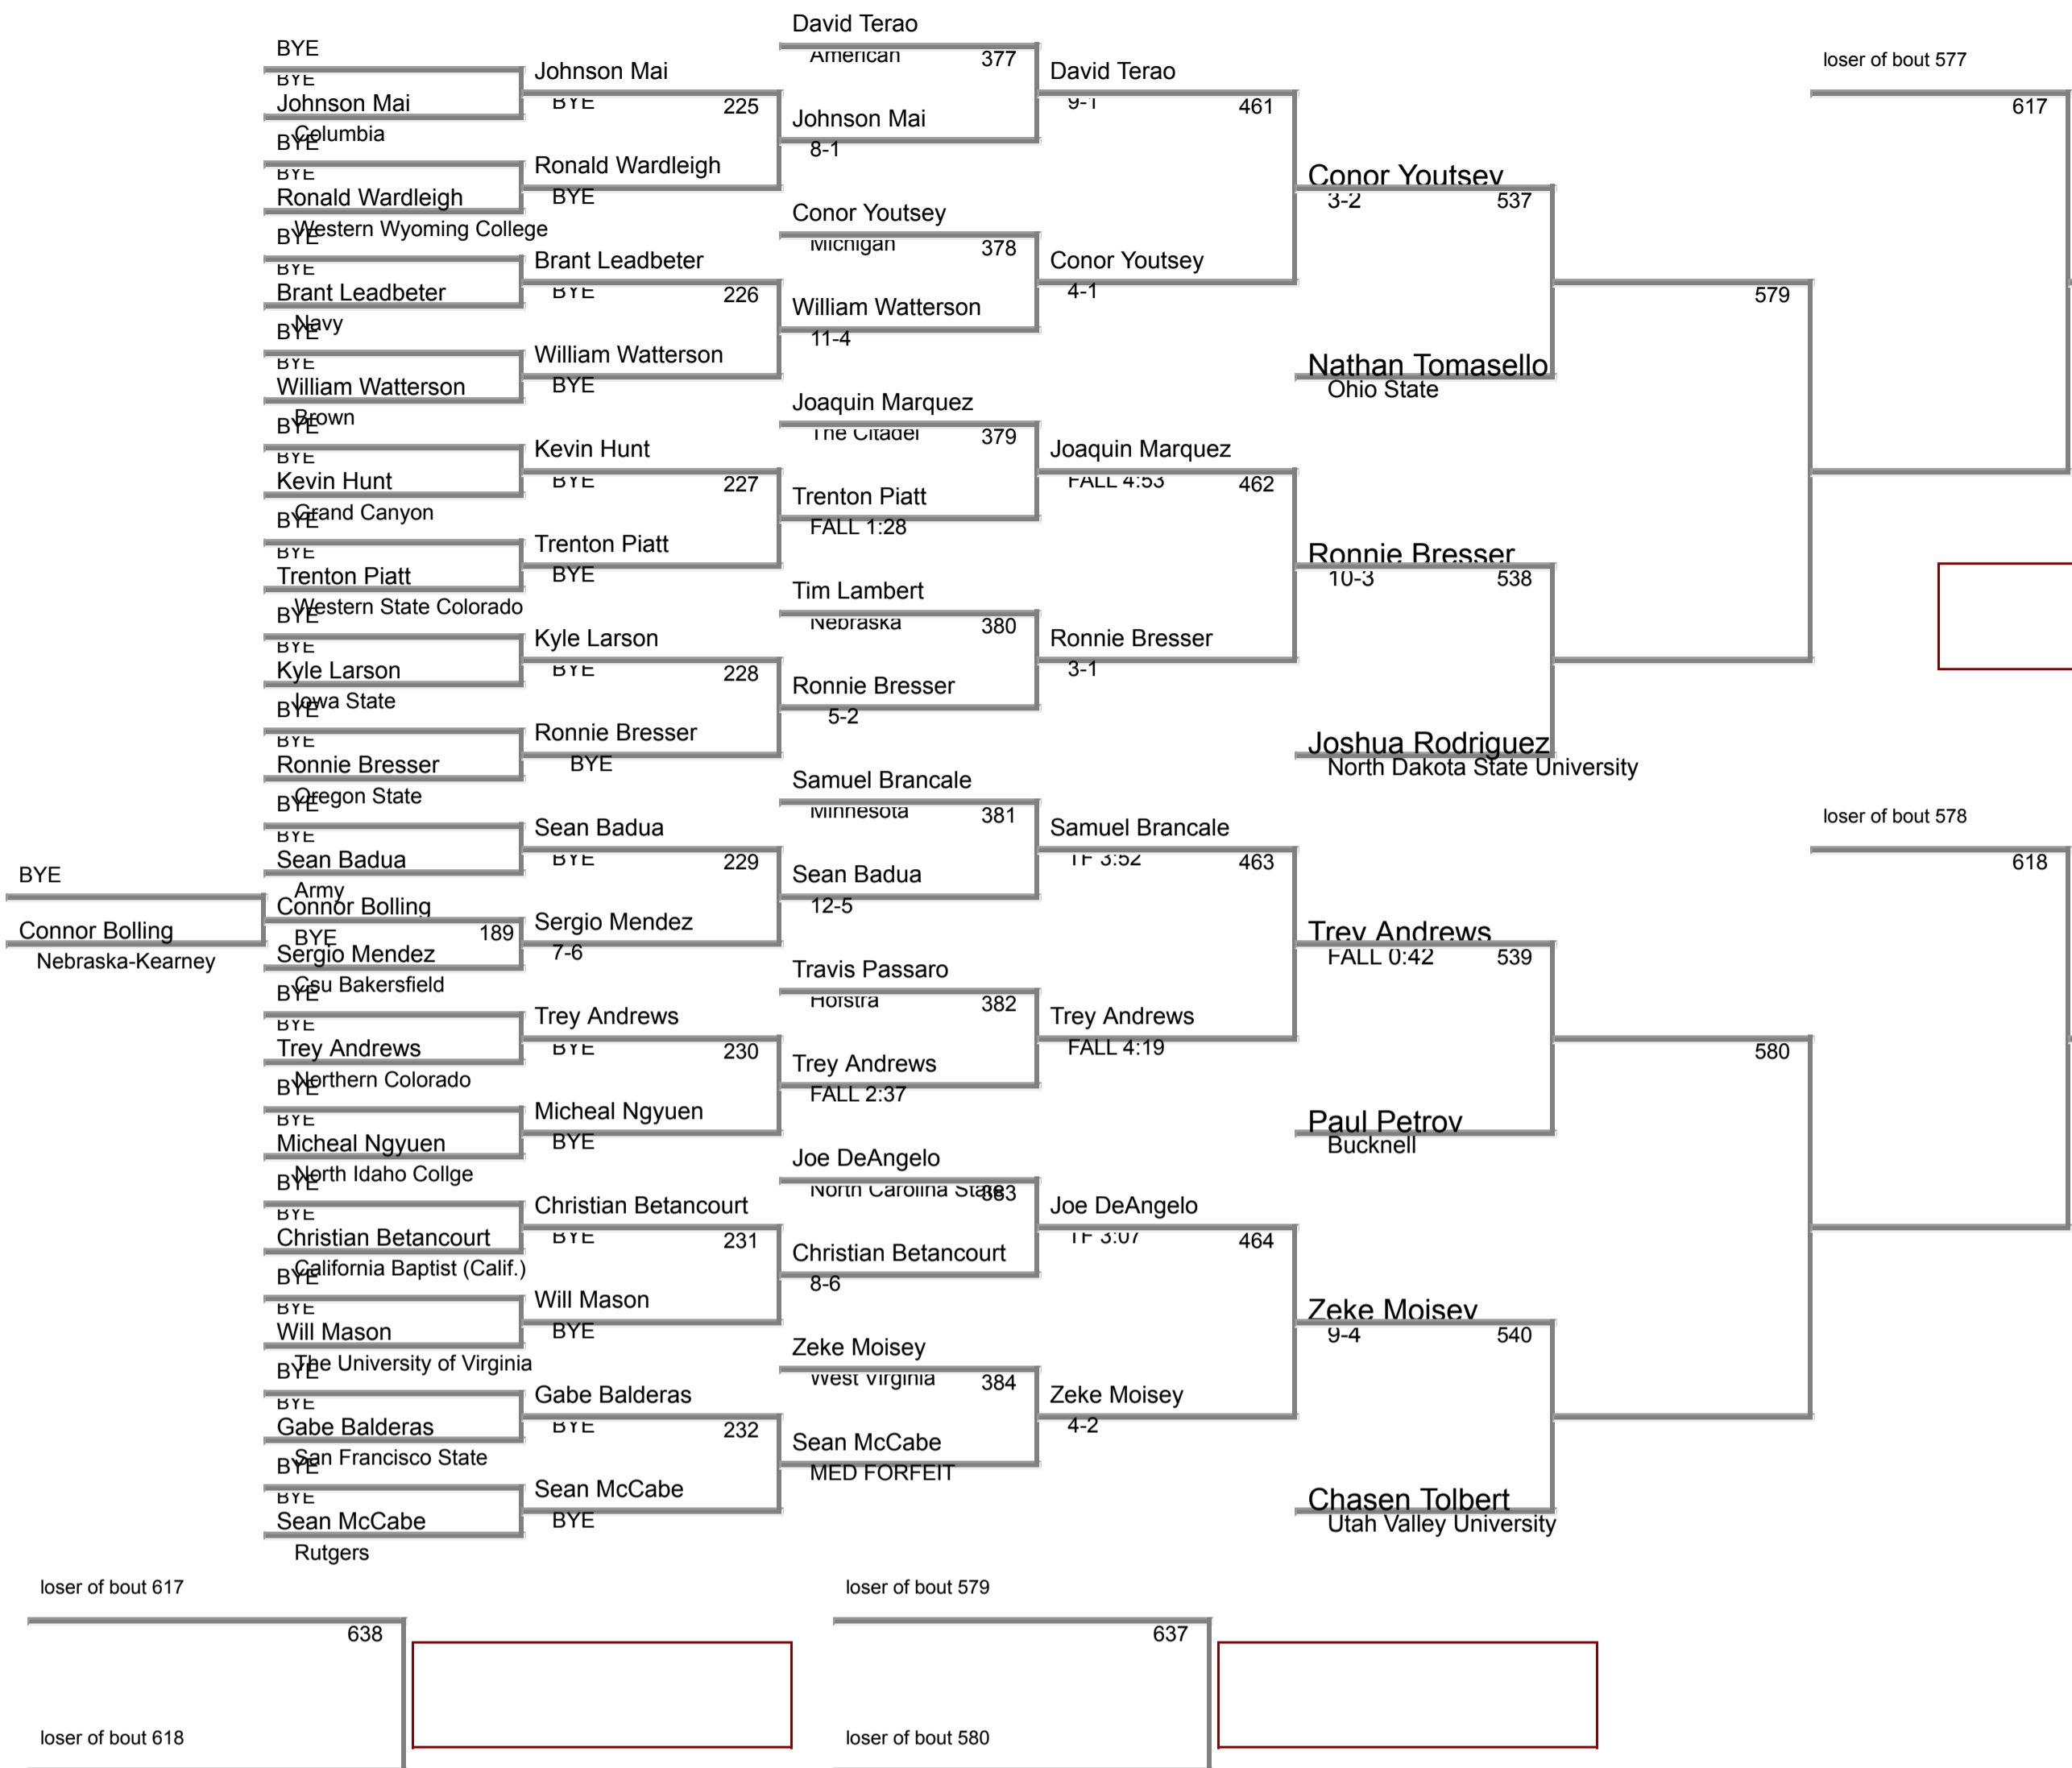 BYE
Connor Bolling
Nebraska-Kearney
BYE
BYE
Johnson Mai
Columbia
BYE
BYE
Ronald Wardleigh
Western Wyoming College
BYE
BYE
Brant Leadbeter
Navy
BYE
BYE
William Watterson
Brown
BYE
BYE
Kevin Hunt
Grand Canyon
BYE
BYE
Trenton Piatt
Western State Colorado
BYE
BYE
Kyle Larson
Iowa State
BYE
BYE
Ronnie Bresser
Oregon State
BYE
BYE
Sean Badua
Army
Connor Bolling
BYE 189
Sergio Mendez
Csu Bakersfield
BYE
BYE
Trey Andrews
Northern Colorado
BYE
BYE
Micheal Ngyuen
North Idaho Collge
BYE
BYE
Christian Betancourt
California Baptist (Calif.)
BYE
BYE
Will Mason
The University of Virginia
BYE
BYE
Gabe Balderas
San Francisco State
BYE
BYE
Sean McCabe
Rutgers
Johnson Mai
BYE 225
Ronald Wardleigh
BYE
Brant Leadbeter
BYE 226
William Watterson
BYE
Kevin Hunt
BYE 227
Trenton Piatt
BYE
Kyle Larson
BYE 228
Ronnie Bresser
BYE
Sean Badua
BYE 229
Sergio Mendez
7-6
Trey Andrews
BYE 230
Micheal Ngyuen
BYE
Christian Betancourt
BYE 231
Will Mason
BYE
Gabe Balderas
BYE 232
Sean McCabe
BYE
David Terao
American 377
Johnson Mai
8-1
Conor Youtsey
Michigan 378
William Watterson
11-4
Joaquin Marquez
The Citadel 379
Trenton Piatt
FALL 1:28
Tim Lambert
Nebraska 380
Ronnie Bresser
5-2
Samuel Brancale
Minnesota 381
Sean Badua
12-5
Travis Passaro
Hofstra 382
Trey Andrews
FALL 2:37
Joe DeAngelo
North Carolina State 383
Christian Betancourt
8-6
Zeke Moisey
West Virginia 384
Sean McCabe
MED FORFEIT
David Terao
9-1 461
Conor Youtsey
4-1
Joaquin Marquez
FALL 4:53 462
Ronnie Bresser
3-1
Samuel Brancale
TF 3:52 463
Trey Andrews
FALL 4:19
Joe DeAngelo
TF 3:07 464
Zeke Moisey
4-2
Conor Youtsey
3-2 537
Nathan Tomasello
Ohio State
Ronnie Bresser
10-3 538
Joshua Rodriguez
North Dakota State University
Trey Andrews
FALL 0:42 539
Paul Petrov
Bucknell
Zeke Moisey
9-4 540
Chasen Tolbert
Utah Valley University
579
580
loser of bout 577
617
loser of bout 578
618
loser of bout 617
638
loser of bout 618
loser of bout 579
637
loser of bout 580